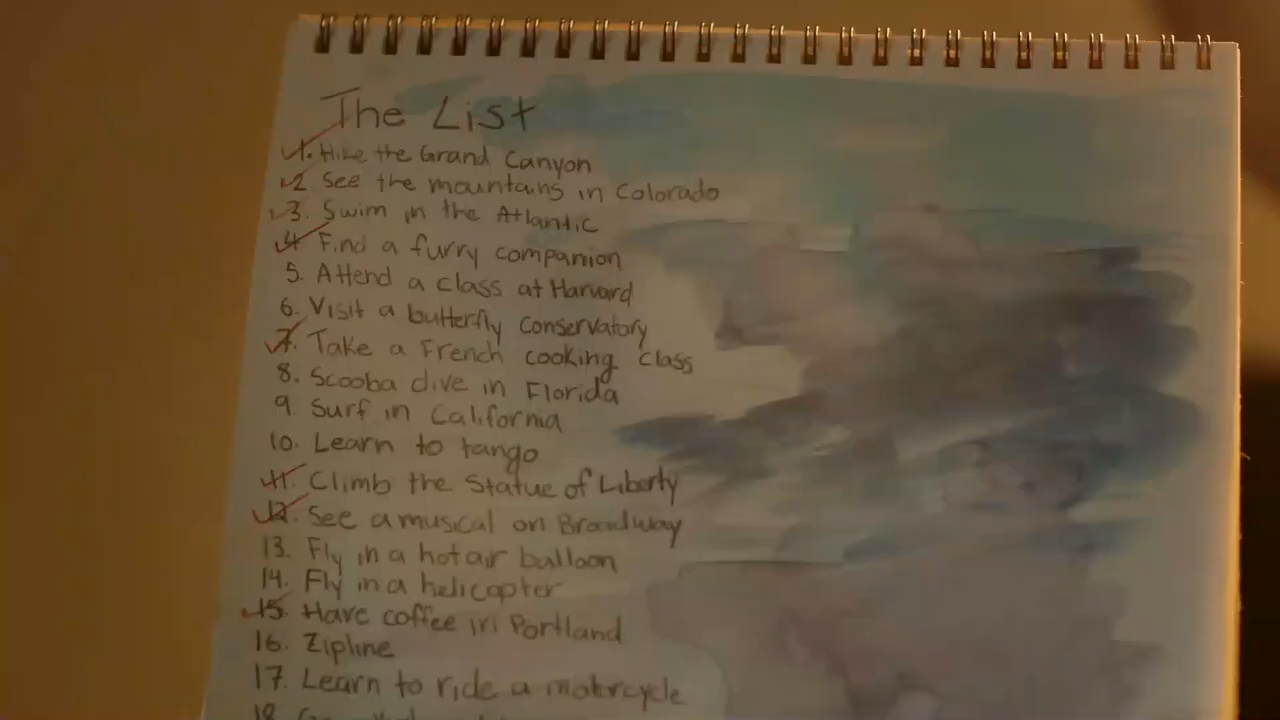 The List
1. Hike the Grand Canyon
2 See the mountains in Colorado
3. Swim in the Atlantic
4 Find a furry companion
5. Attend a class at Harvard
6. Visit a butterfly conservatory
7. Take a French cooking class
8. Scooba dive in Florida
9. Surf in California
10. Learn to tango
11. Climb the Statue of Liberty
12. See a musical on Broadway
13. Fly in a hot air balloon
14. Fly in a helicopter
15. Have coffee in Portland
16. Zipline
17. Learn to ride a motorcycle
18.